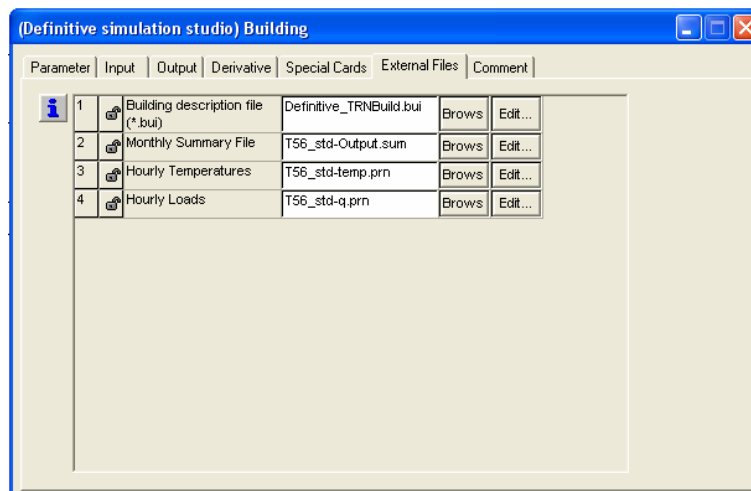 (Definitive simulation studio) Building
Parameter Input Output Derivative Special Cards External Files Comment
1 Building description file (*.bui) Definitive_TRNBuild.bui Brows Edit...
2 Monthly Summary File T56_std-Output.sum Brows Edit...
3 Hourly Temperatures T56_std-temp.prn Brows Edit...
4 Hourly Loads T56_std-q.prn Brows Edit...